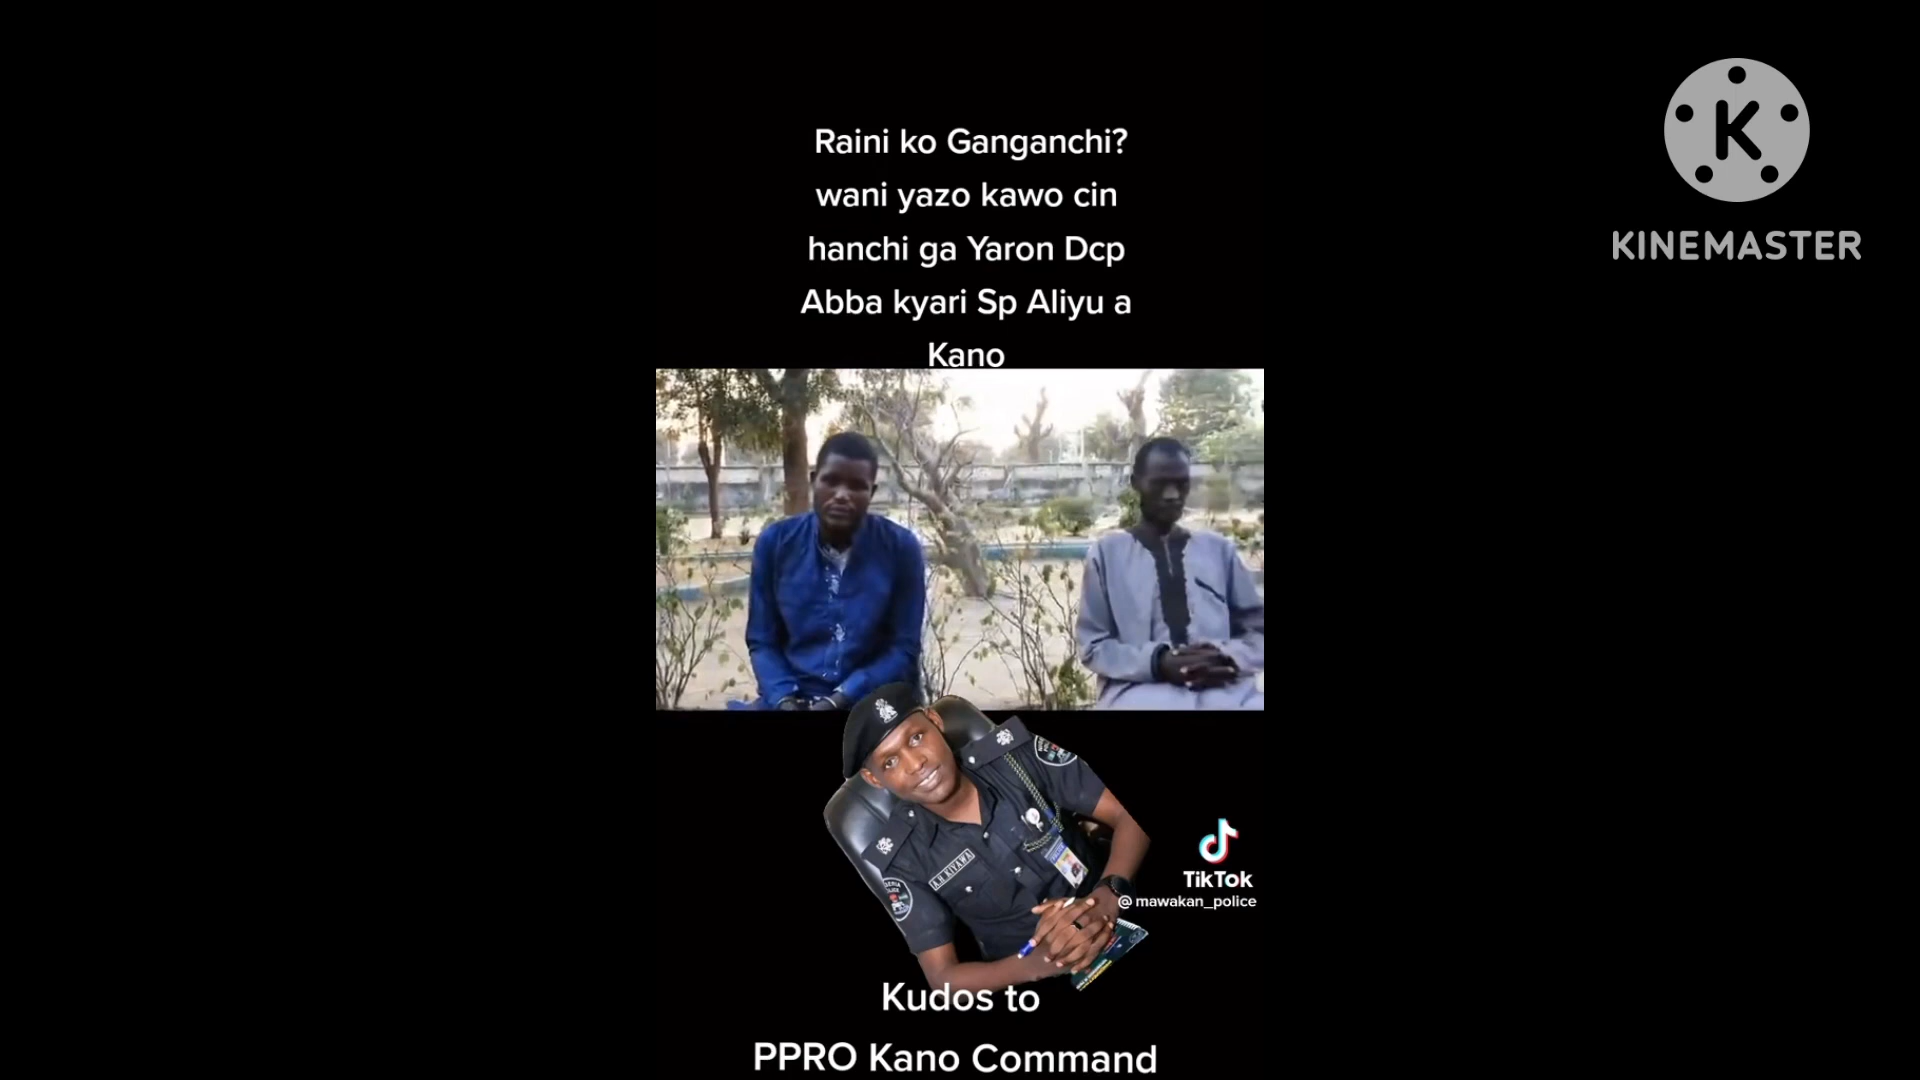 Raini ko Ganganchi?
wani yazo kawo cin
hanchi ga Yaron Dcp
Abba kyari Sp Aliyu a
Kano
K
KINEMASTER
A.H KIYAWA
TikTok
@mawakan_police
Kudos to
PPRO Kano Command